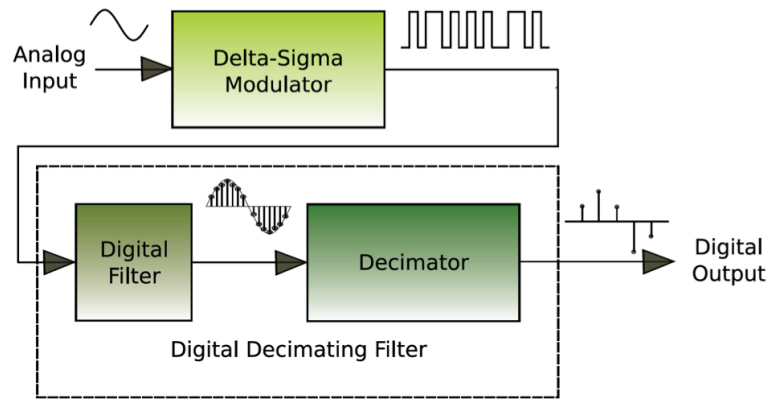 Analog
Input
Delta-Sigma
Modulator
Digital
Filter
Decimator
Digital
Output
Digital Decimating Filter